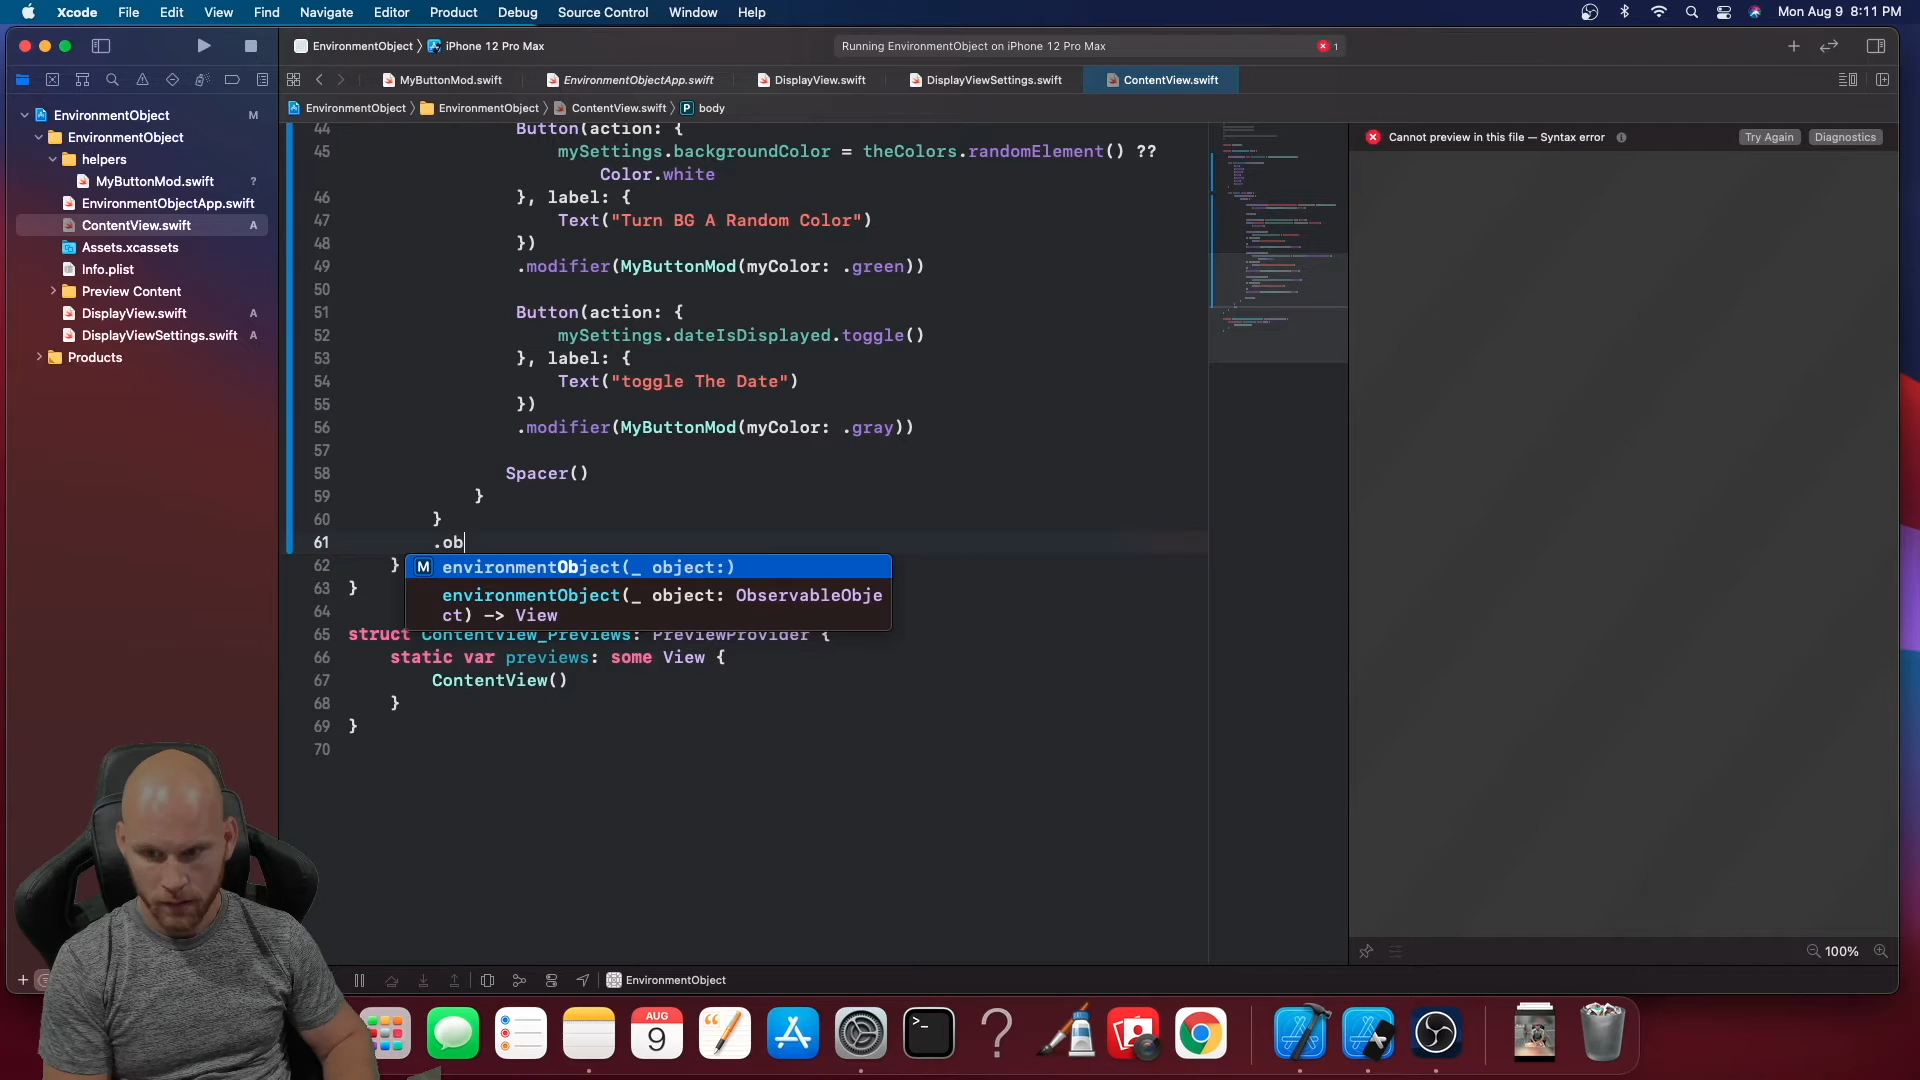 Xcode File Edit View Find Navigate Editor Product Debug Source Control Window Help
Mon Aug 9 8:11 PM
EnvironmentObject 〉 iPhone 12 Pro Max
Running EnvironmentObject on iPhone 12 Pro Max
1
MyButtonMod.swift
EnvironmentObjectApp.swift
DisplayView.swift
DisplayViewSettings.swift
ContentView.swift
EnvironmentObject 〉 EnvironmentObject 〉 ContentView.swift 〉 P body
EnvironmentObject M
EnvironmentObject
helpers
MyButtonMod.swift ?
EnvironmentObjectApp.swift
ContentView.swift A
Assets.xcassets
Info.plist
Preview Content
DisplayView.swift A
DisplayViewSettings.swift A
Products
44 Button(action: {
45 mySettings.backgroundColor = theColors.randomElement() ??
Color.white
46 }, label: {
47 Text("Turn BG A Random Color")
48 })
49 .modifier(MyButtonMod(myColor: .green))
50
51 Button(action: {
52 mySettings.dateIsDisplayed.toggle()
53 }, label: {
54 Text("toggle The Date")
55 })
56 .modifier(MyButtonMod(myColor: .gray))
57
58 Spacer()
59 }
60 }
61 .ob
62 }
M environmentObject(_ object:)
environmentObject(_ object: ObservableObje
ct) -> View
63 }
64
65 struct ContentView_Previews: PreviewProvider {
66 static var previews: some View {
67 ContentView()
68 }
69 }
70
Cannot preview in this file — Syntax error
Try Again
Diagnostics
100%
EnvironmentObject
AUG
9
>_
?